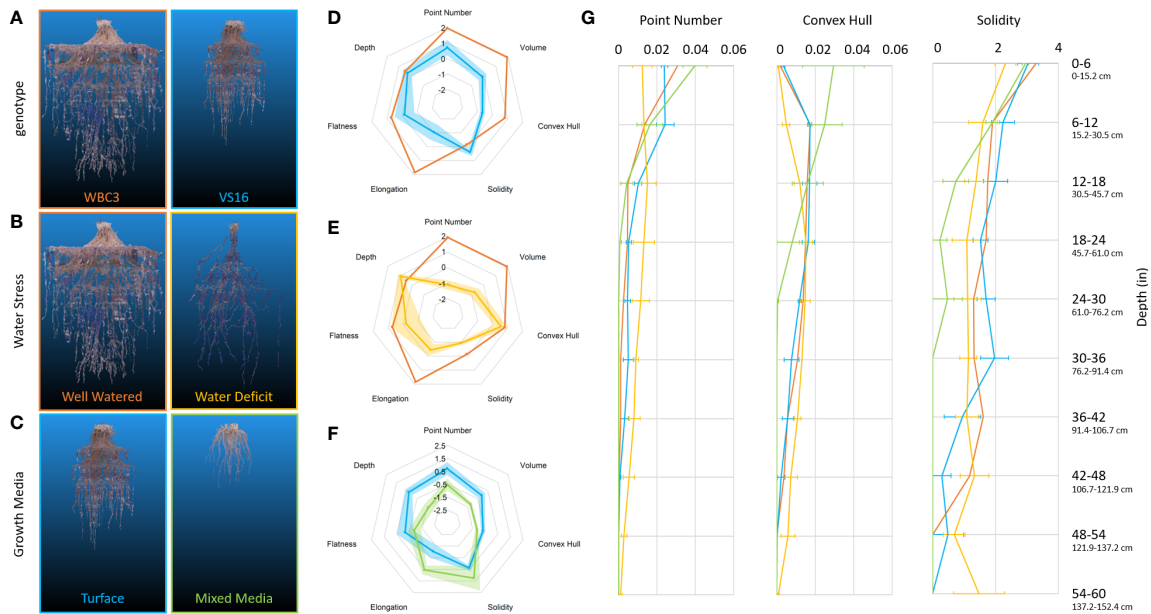 A
genotype
WBC3
VS16
B
Water Stress
Well Watered
Water Deficit
C
Growth Media
Turface
Mixed Media
D
Point Number
Volume
Convex Hull
Solidity
Elongation
Flatness
Depth
2
1
0
-1
-2
E
Point Number
Volume
Convex Hull
Solidity
Elongation
Flatness
Depth
2
1
0
-1
-2
F
Point Number
Volume
Convex Hull
Solidity
Elongation
Flatness
Depth
2.5
1.5
0.5
-0.5
-1.5
-2.5
G
Point Number
0 0.02 0.04 0.06
Convex Hull
0 0.02 0.04 0.06
Solidity
0 2 4
0-6
0-15.2 cm
6-12
15.2-30.5 cm
12-18
30.5-45.7 cm
18-24
45.7-61.0 cm
24-30
61.0-76.2 cm
30-36
76.2-91.4 cm
36-42
91.4-106.7 cm
42-48
106.7-121.9 cm
48-54
121.9-137.2 cm
54-60
137.2-152.4 cm
Depth (in)